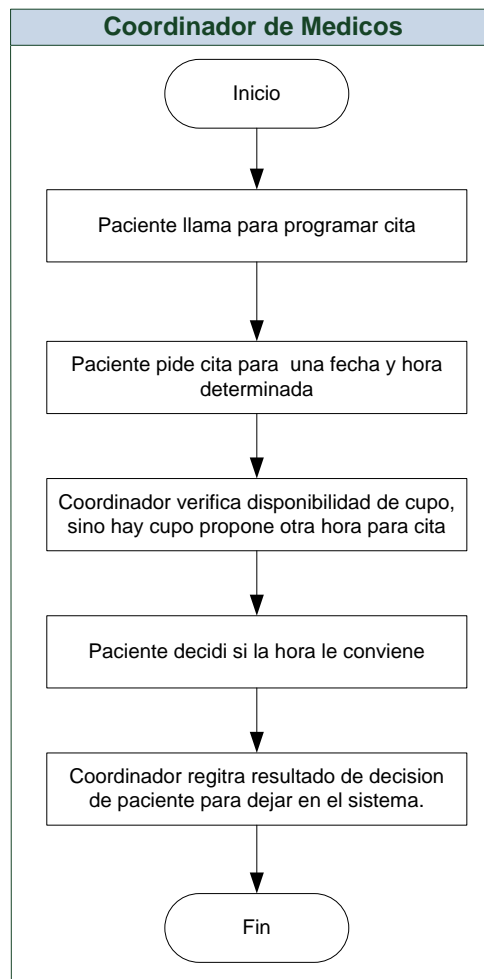 Coordinador de Medicos
Inicio
Paciente llama para programar cita
Paciente pide cita para una fecha y hora
determinada
Coordinador verifica disponibilidad de cupo,
sino hay cupo propone otra hora para cita
Paciente decidi si la hora le conviene
Coordinador regitra resultado de decision
de paciente para dejar en el sistema.
Fin